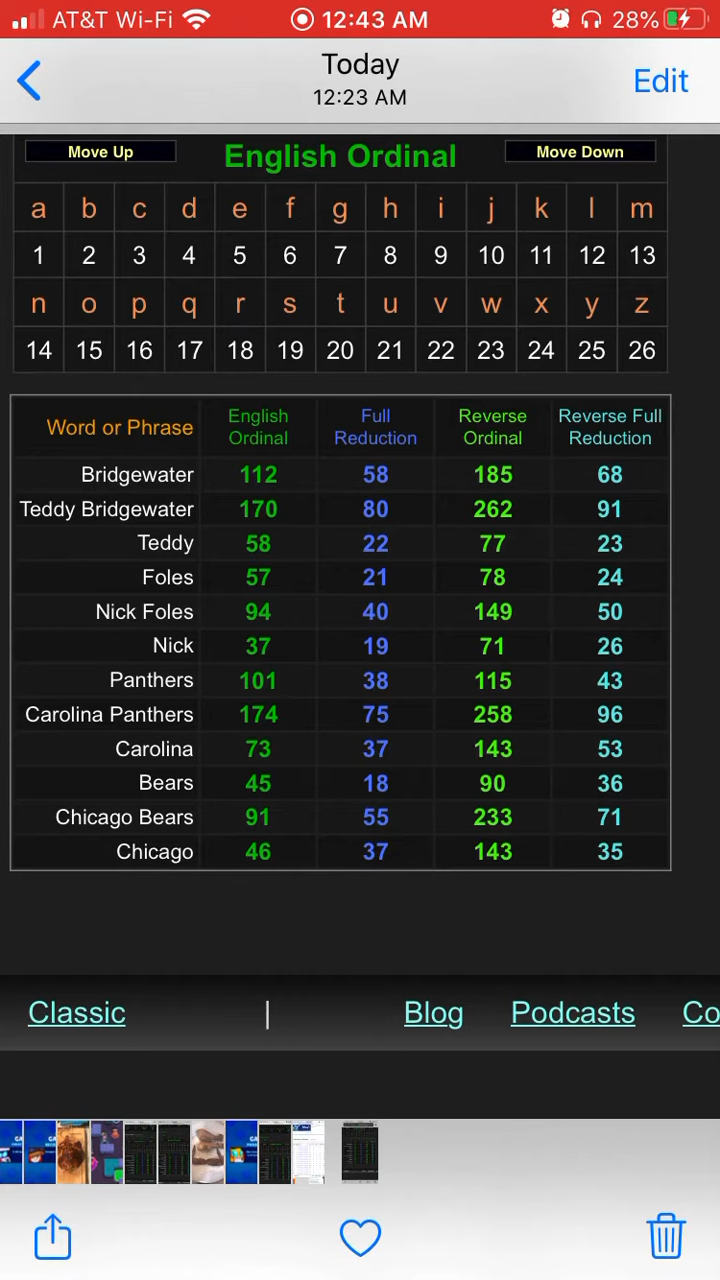 AT&T Wi-Fi 12:43 AM 28%
Today
12:23 AM
Edit
Move Up English Ordinal Move Down
a b c d e f g h i j k l m
1 2 3 4 5 6 7 8 9 10 11 12 13
n o p q r s t u v w x y z
14 15 16 17 18 19 20 21 22 23 24 25 26
Word or Phrase English Ordinal Full Reduction Reverse Ordinal Reverse Full Reduction
Bridgewater 112 58 185 68
Teddy Bridgewater 170 80 262 91
Teddy 58 22 77 23
Foles 57 21 78 24
Nick Foles 94 40 149 50
Nick 37 19 71 26
Panthers 101 38 115 43
Carolina Panthers 174 75 258 96
Carolina 73 37 143 53
Bears 45 18 90 36
Chicago Bears 91 55 233 71
Chicago 46 37 143 35
Classic | Blog Podcasts Co